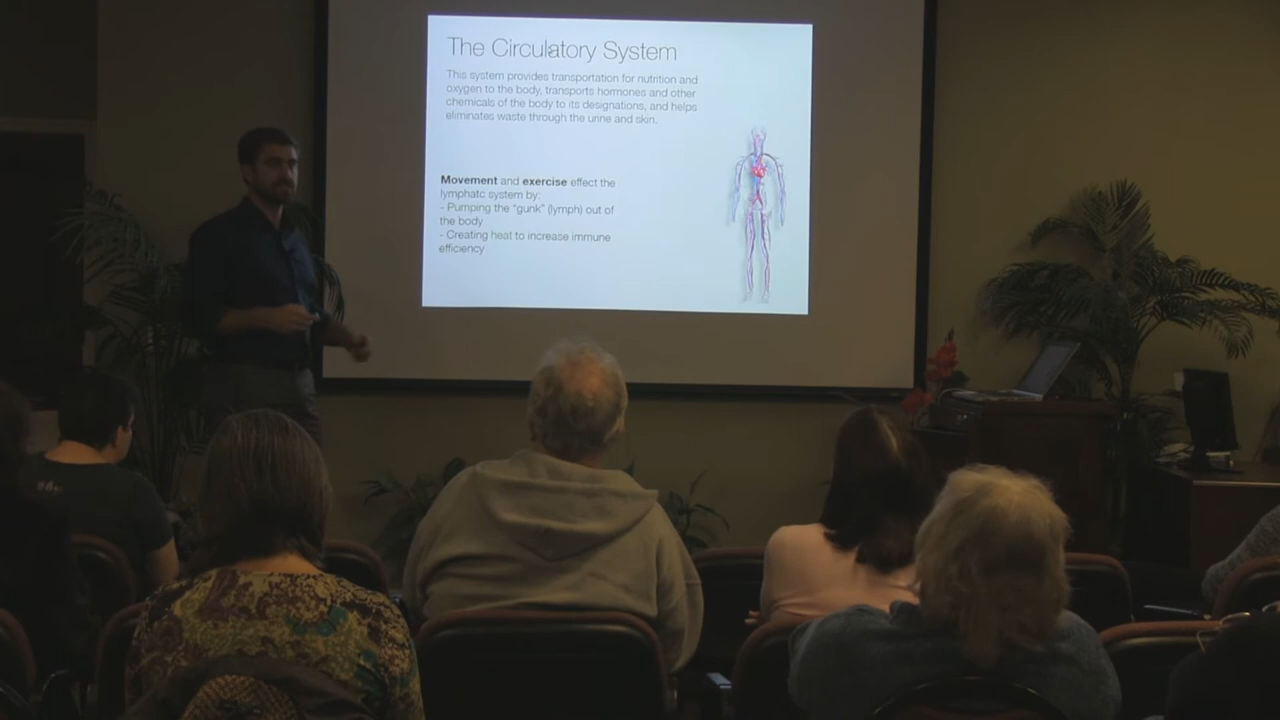 The Circulatory System
This system provides transportation for nutrition and
oxygen to the body, transports hormones and other
chemicals of the body to its designations, and helps
eliminates waste through the urine and skin.
Movement and exercise effect the
lymphatc system by:
- Pumping the "gunk" (lymph) out of
the body
- Creating heat to increase immune
efficiency